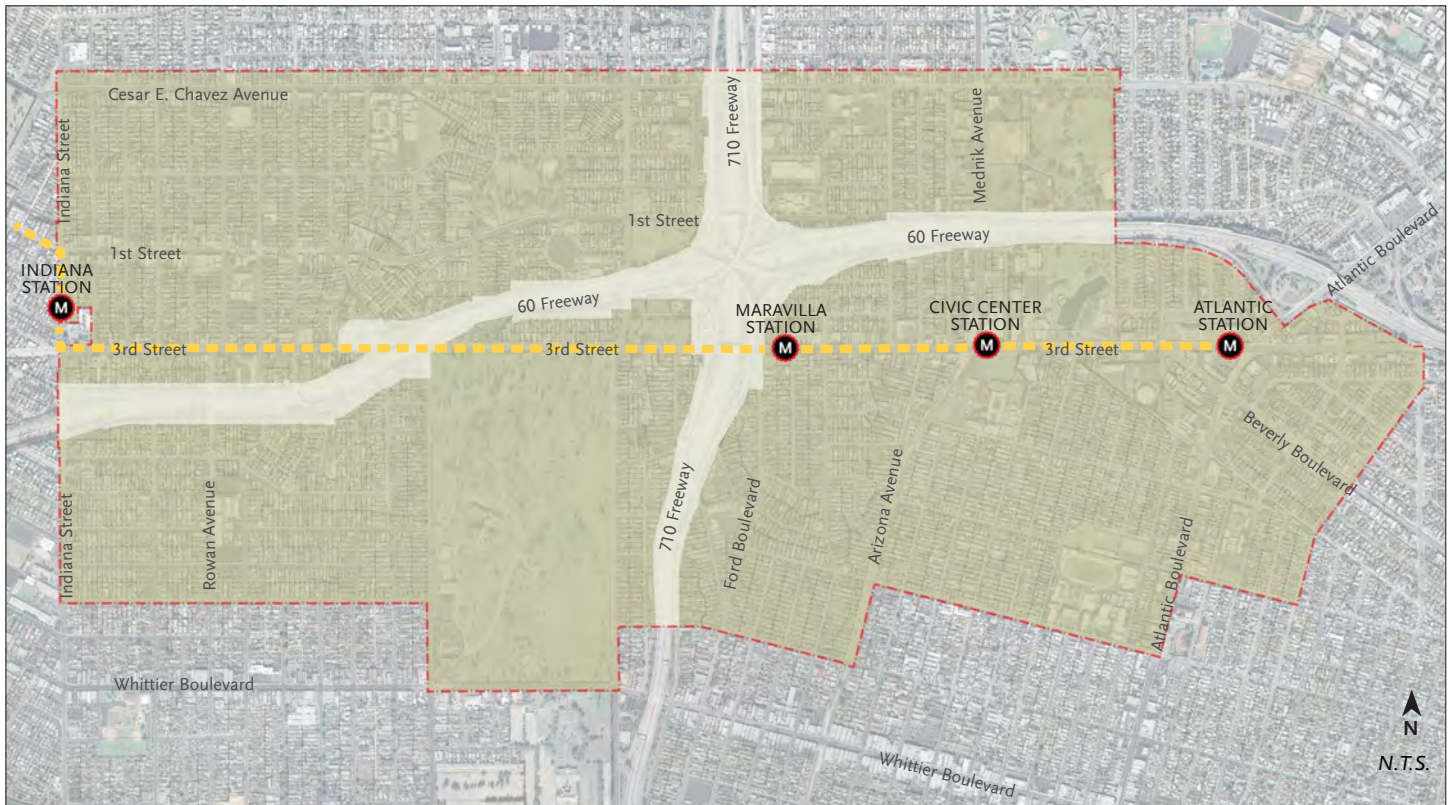 Cesar E. Chavez Avenue
Indiana Street
710 Freeway
Mednik Avenue
1st Street
1st Street
60 Freeway
Atlantic Boulevard
INDIANA
STATION
M
60 Freeway
MARAVILLA
STATION
M
CIVIC CENTER
STATION
M
ATLANTIC
STATION
M
3rd Street
3rd Street
3rd Street
Beverly Boulevard
Indiana Street
Rowan Avenue
710 Freeway
Ford Boulevard
Arizona Avenue
Atlantic Boulevard
Whittier Boulevard
Whittier Boulevard
N
N.T.S.